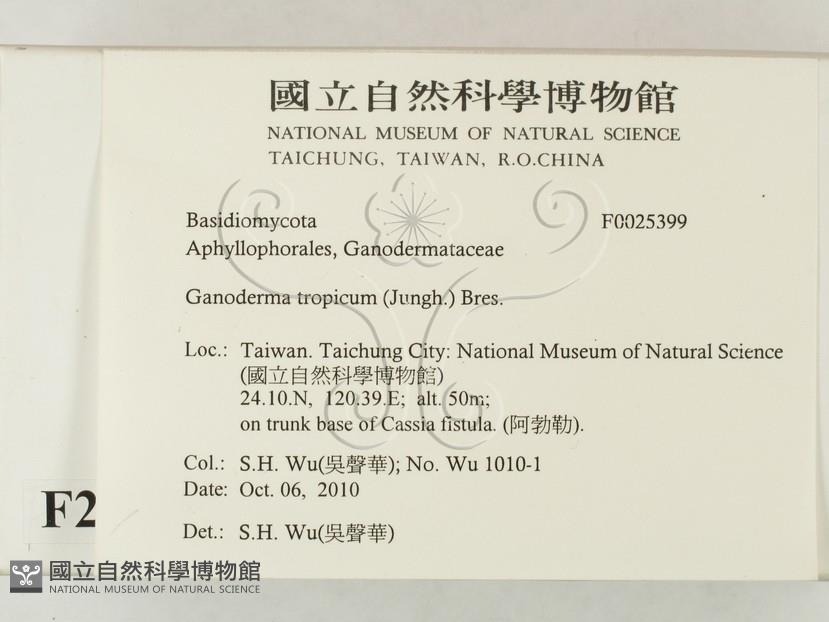 國立自然科學博物館
NATIONAL MUSEUM OF NATURAL SCIENCE
TAICHUNG, TAIWAN, R.O.CHINA
Basidiomycota F0025399
Aphyllophorales, Ganodermataceae
Ganoderma tropicum (Jungh.) Bres.
Loc.: Taiwan. Taichung City: National Museum of Natural Science
(國立自然科學博物館)
24.10.N, 120.39.E; alt. 50m;
on trunk base of Cassia fistula. (阿勃勒).
Col.: S.H. Wu(吳聲華); No. Wu 1010-1
Date: Oct. 06, 2010
Det.: S.H. Wu(吳聲華)
F2
國立自然科學博物館
NATIONAL MUSEUM OF NATURAL SCIENCE